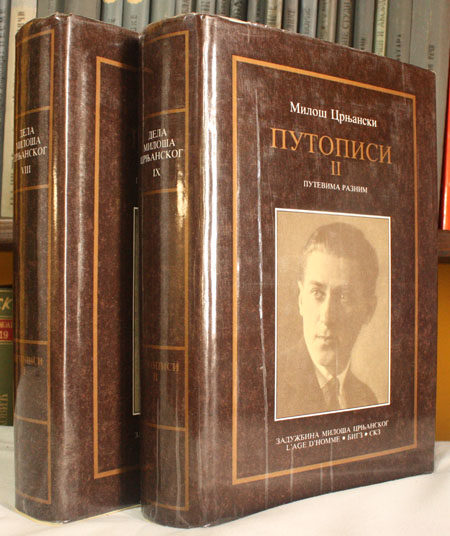 ДЕЛА
МИЛОША
ЦРЊАНСКОГ
VIII
ДЕЛА
МИЛОША
ЦРЊАНСКОГ
IX
Милош Црњански
ПУТОПИСИ
II
ПУТЕВИМА РАЗНИМ
ЗАДУЖБИНА МИЛОША ЦРЊАНСКОГ
L'AGE D'HOMME • БИГЗ • СКЗ